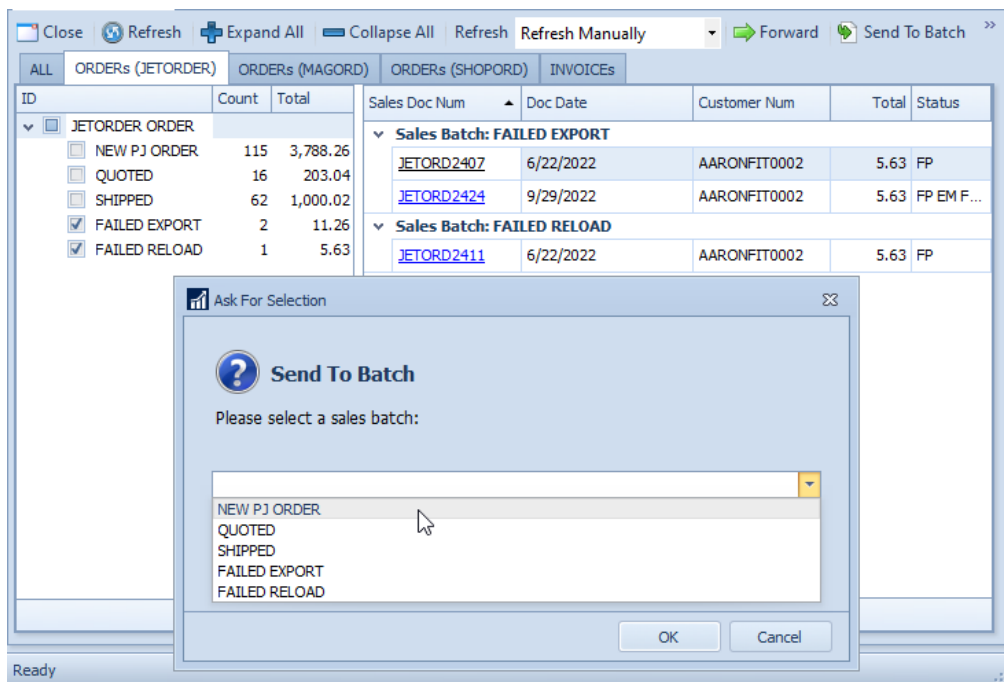 Close Refresh Expand All Collapse All Refresh Refresh Manually Forward Send To Batch »
ALL ORDERs (JETORDER) ORDERs (MAGORD) ORDERs (SHOPORD) INVOICEs
ID Count Total Sales Doc Num Doc Date Customer Num Total Status
JETORDER ORDER
NEW PJ ORDER 115 3,788.26
QUOTED 16 203.04
SHIPPED 62 1,000.02
FAILED EXPORT 2 11.26
FAILED RELOAD 1 5.63
Sales Batch: FAILED EXPORT
JETORD2407 6/22/2022 AARONFIT0002 5.63 FP
JETORD2424 9/29/2022 AARONFIT0002 5.63 FP EM F...
Sales Batch: FAILED RELOAD
JETORD2411 6/22/2022 AARONFIT0002 5.63 FP
Ask For Selection
Send To Batch
Please select a sales batch:
NEW PJ ORDER
QUOTED
SHIPPED
FAILED EXPORT
FAILED RELOAD
OK Cancel
Ready